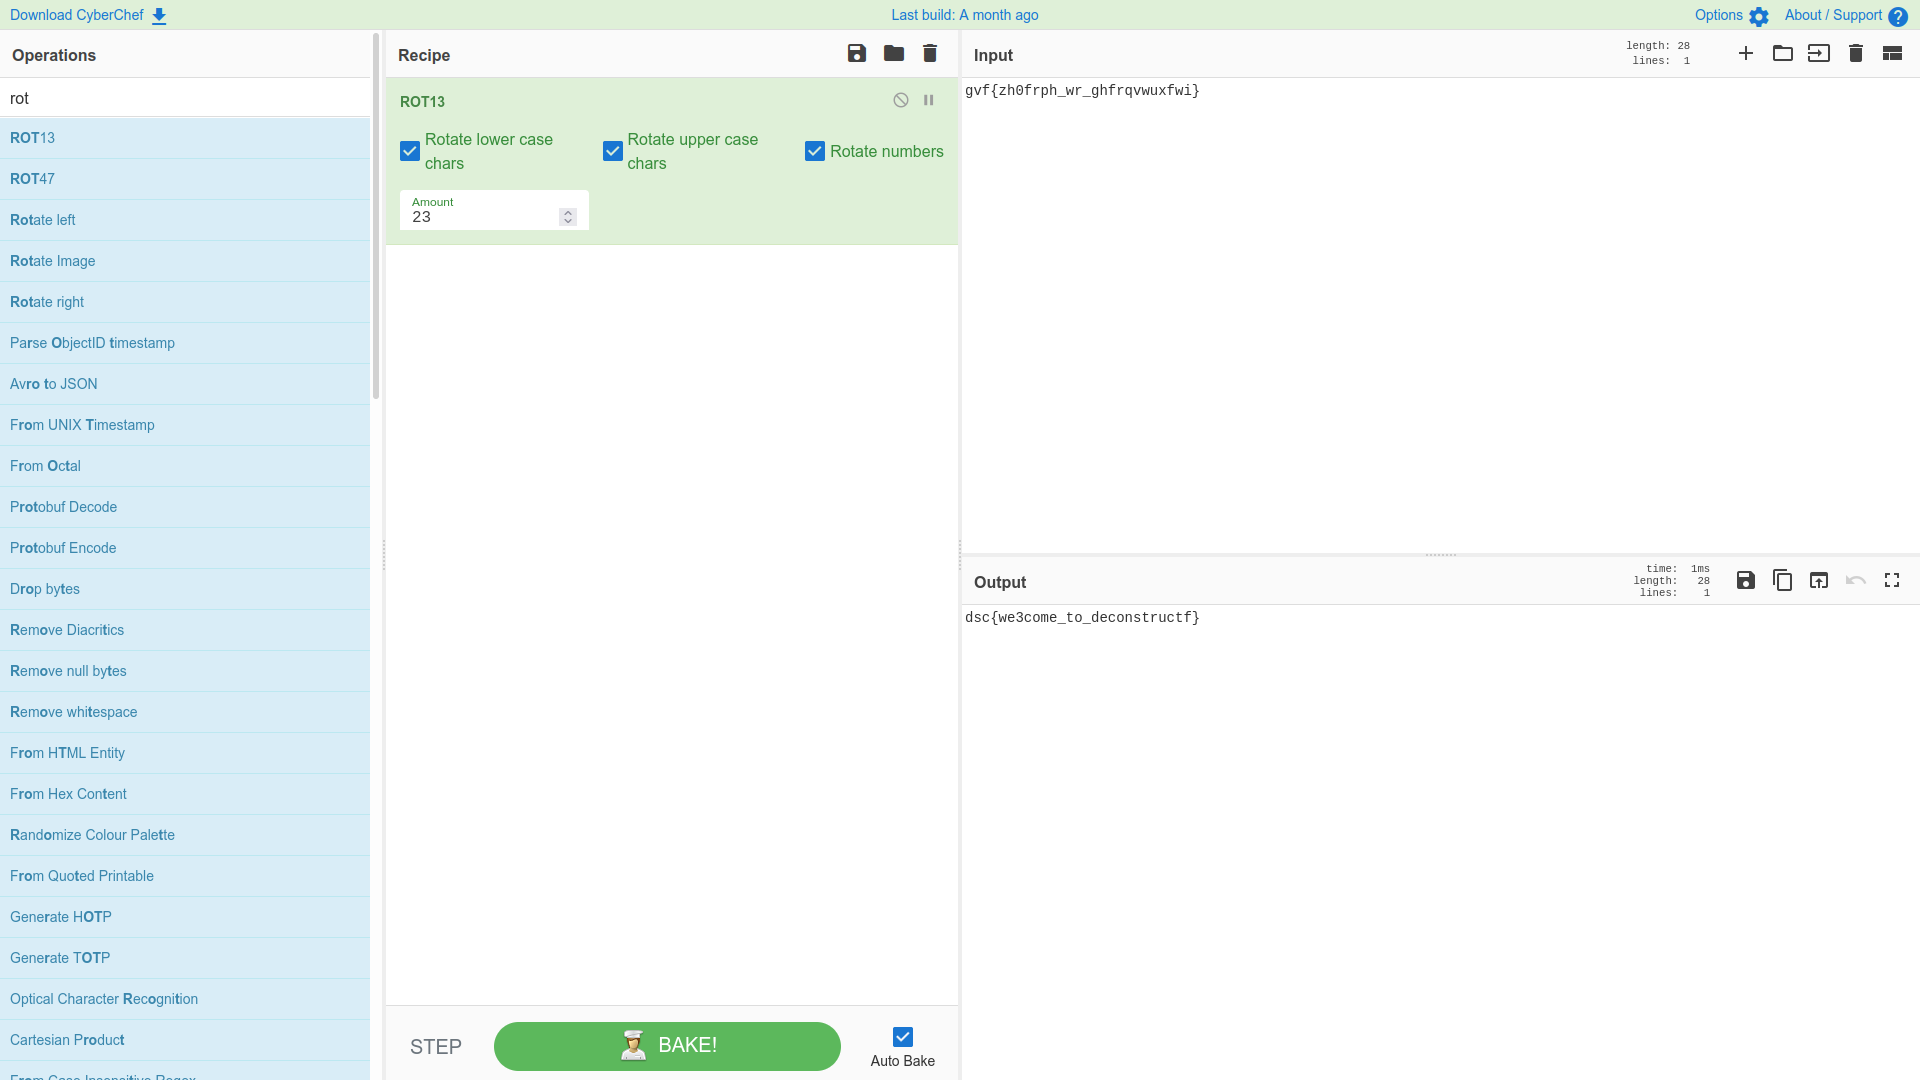 Download CyberChef
Last build: A month ago
Options
About / Support
Operations
rot
ROT13
ROT47
Rotate left
Rotate Image
Rotate right
Parse ObjectID timestamp
Avro to JSON
From UNIX Timestamp
From Octal
Protobuf Decode
Protobuf Encode
Drop bytes
Remove Diacritics
Remove null bytes
Remove whitespace
From HTML Entity
From Hex Content
Randomize Colour Palette
From Quoted Printable
Generate HOTP
Generate TOTP
Optical Character Recognition
Cartesian Product
From Case Insensitive Regex
Recipe
ROT13
Rotate lower case
chars
Rotate upper case
chars
Rotate numbers
Amount
23
STEP
BAKE!
Auto Bake
Input
length: 28
lines: 1
gvf{zh0frph_wr_ghfrqvwuxfwi}
Output
time: 1ms
length: 28
lines: 1
dsc{we3come_to_deconstructf}